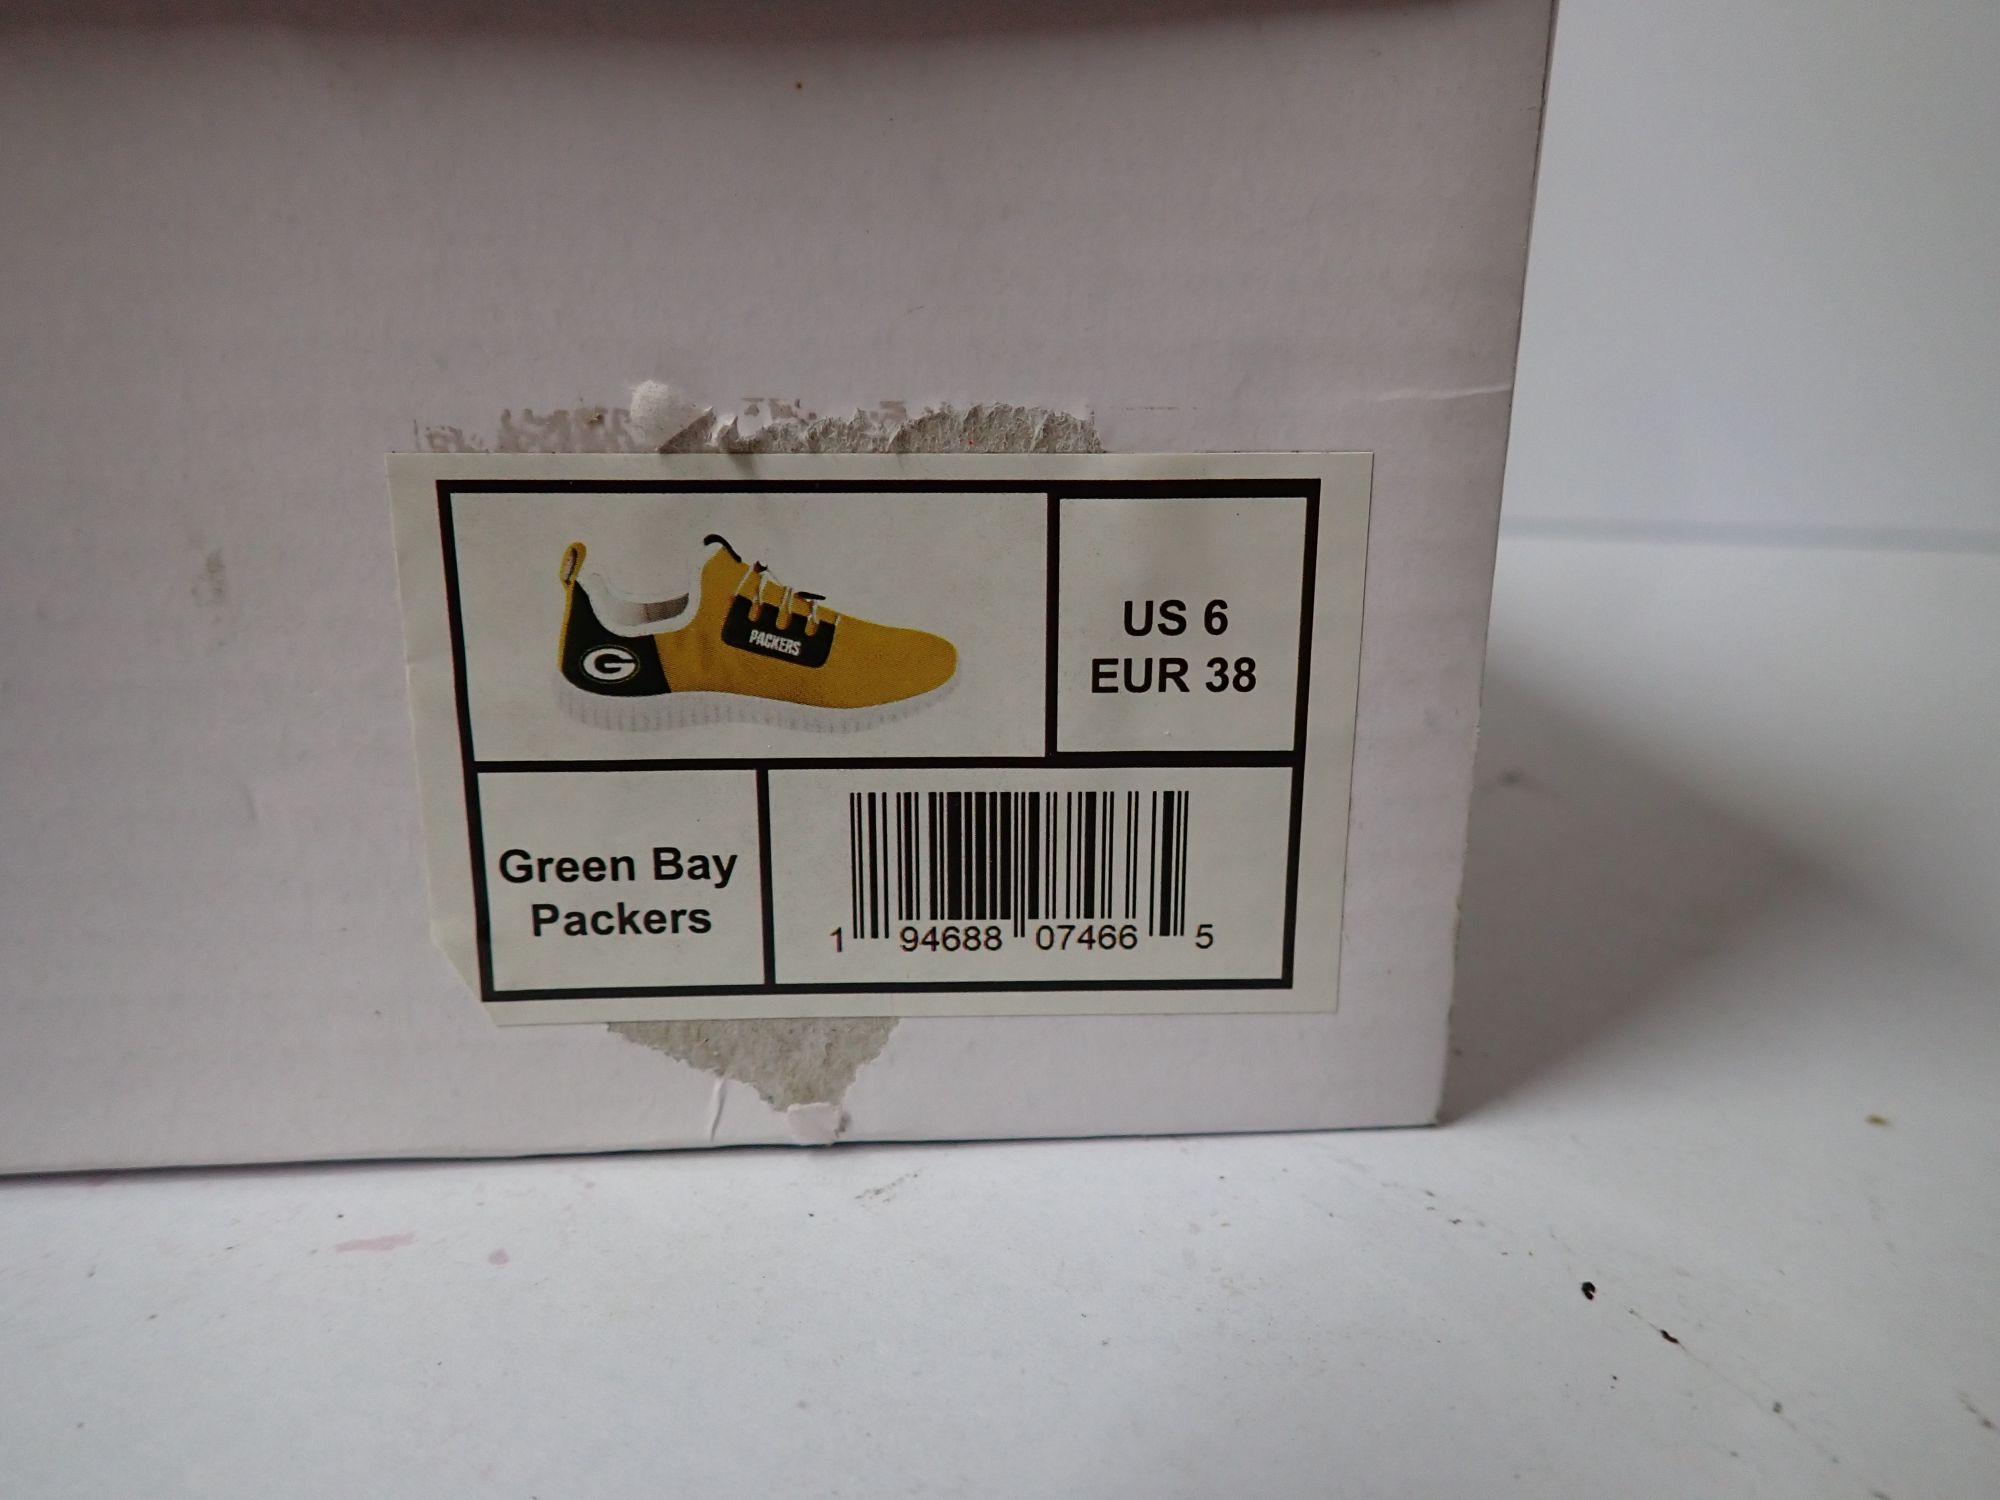 G
PACKERS
US 6
EUR 38
Green Bay
Packers
1 94688 07466 5